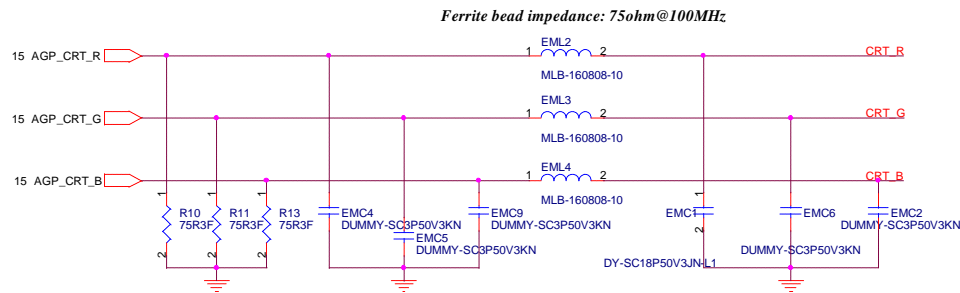 Ferrite bead impedance: 75ohm@100MHz
15 AGP_CRT_R
1 EML2 2
MLB-160808-10
CRT_R
15 AGP_CRT_G
1 EML3 2
MLB-160808-10
CRT_G
15 AGP_CRT_B
1 EML4 2
MLB-160808-10
CRT_B
1 R10 75R3F 2
1 R11 75R3F 2
1 R13 75R3F 2
EMC4
DUMMY-SC3P50V3KN
EMC5
DUMMY-SC3P50V3KN
EMC9
DUMMY-SC3P50V3KN
1 EMC1 2
DY-SC18P50V3JN-L1
EMC6
DUMMY-SC3P50V3KN
EMC2
DUMMY-SC3P50V3KN